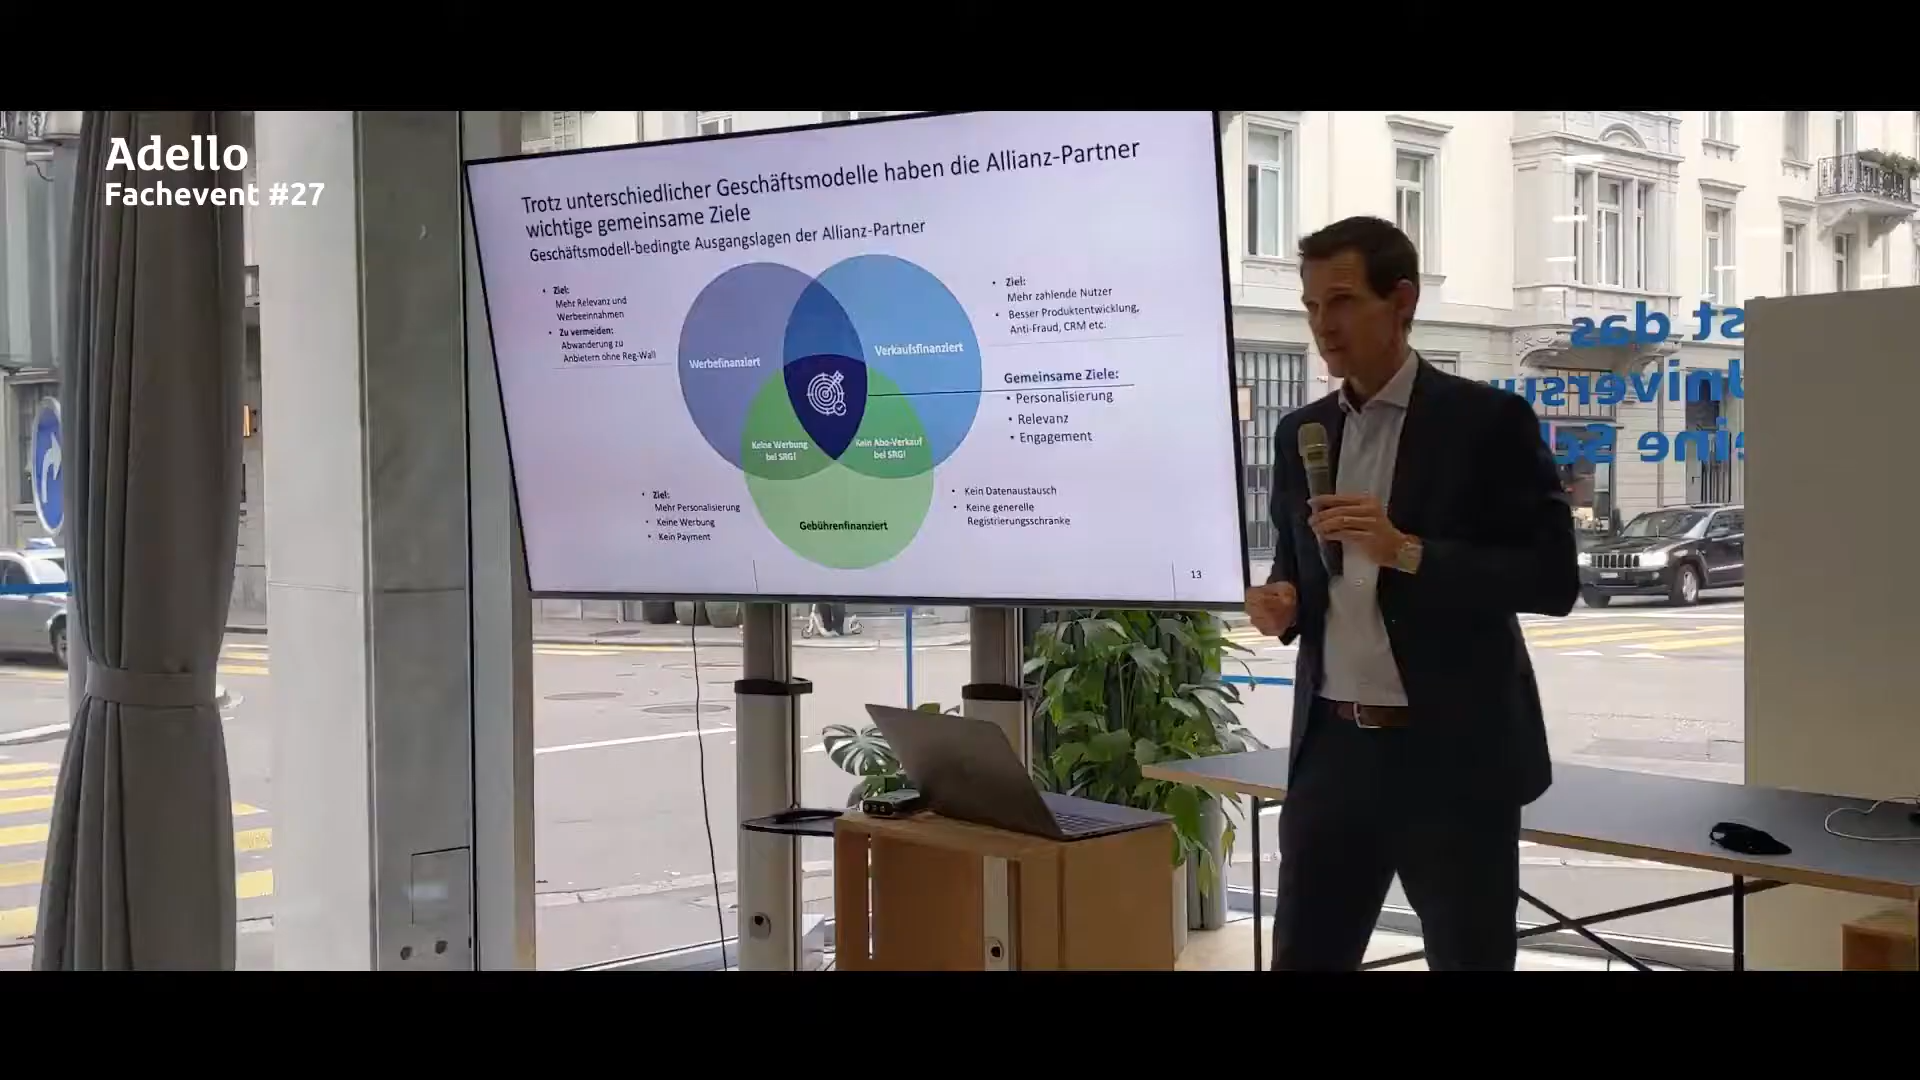 Adello
Fachevent #27
Trotz unterschiedlicher Geschäftsmodelle haben die Allianz-Partner
wichtige gemeinsame Ziele
Geschäftsmodell-bedingte Ausgangslagen der Allianz-Partner
• Ziel:
Mehr Relevanz und
Werbeeinnahmen
• Zu vermeiden:
Abwanderung zu
Anbietern ohne Reg-Wall
Werbefinanziert
Verkaufsfinanziert
• Ziel:
Mehr zahlende Nutzer
• Besser Produktentwicklung,
Anti-Fraud, CRM etc.
Gemeinsame Ziele:
• Personalisierung
• Relevanz
• Engagement
Keine Werbung
bei SRG!
Kein Abo-Verkauf
bei SRG!
• Ziel:
Mehr Personalisierung
• Keine Werbung
• Kein Payment
Gebührenfinanziert
• Kein Datenaustausch
• Keine generelle
Registrierungsschranke
13
das